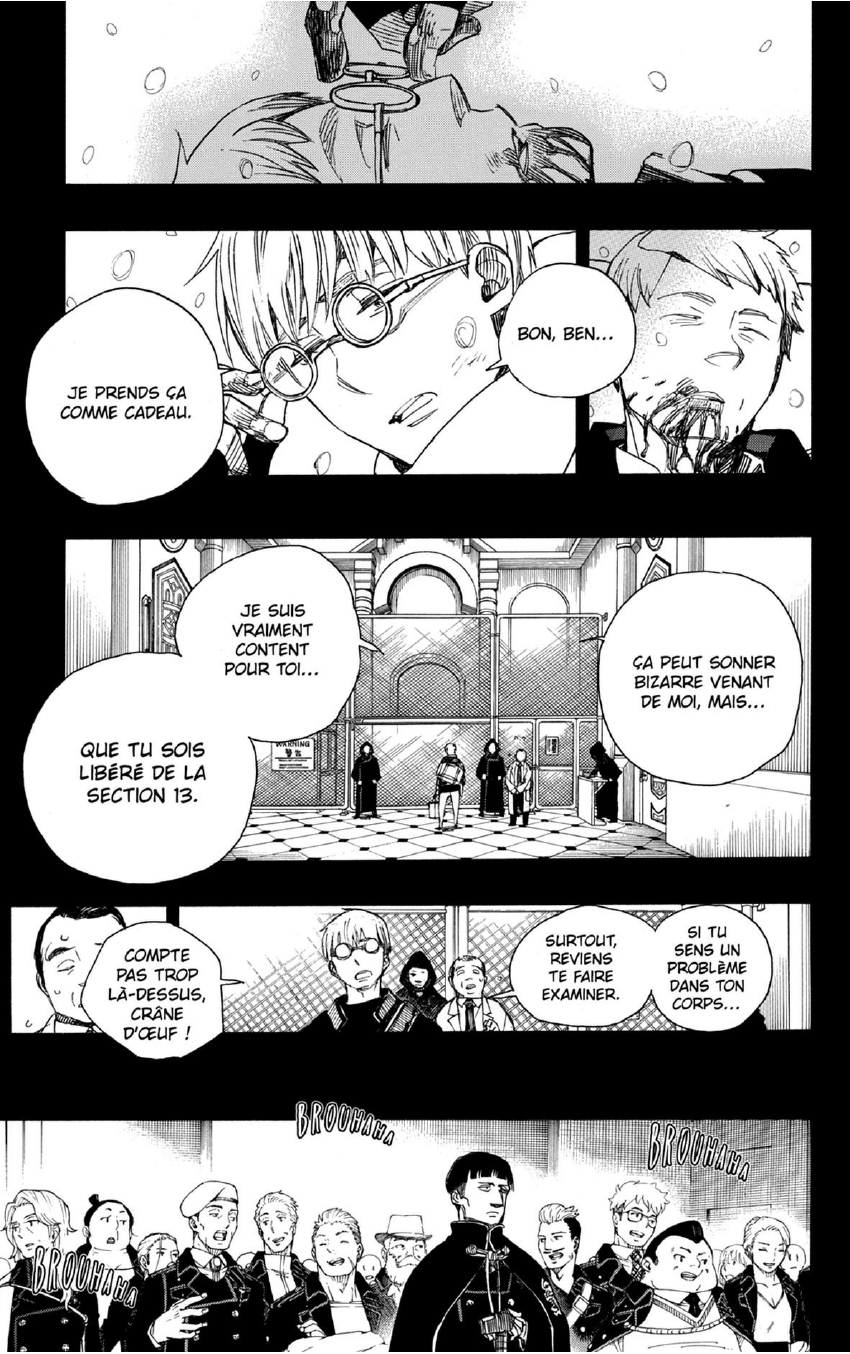 BON, BEN...
JE PRENDS ÇA
COMME CADEAU.
ÇA PEUT SONNER
BIZARRE VENANT
DE MOI, MAIS...
JE SUIS
VRAIMENT
CONTENT
POUR TOI...
QUE TU SOIS
LIBÉRÉ DE LA
SECTION 13.
WARNING
SI TU
SENS UN
PROBLÈME
DANS TON
CORPS...
SURTOUT,
REVIENS
TE FAIRE
EXAMINER.
COMPTE
PAS TROP
LÀ-DESSUS,
CRÂNE
D'ŒUF !
BROUHAHA
BROUHAHA
BROUHAHA